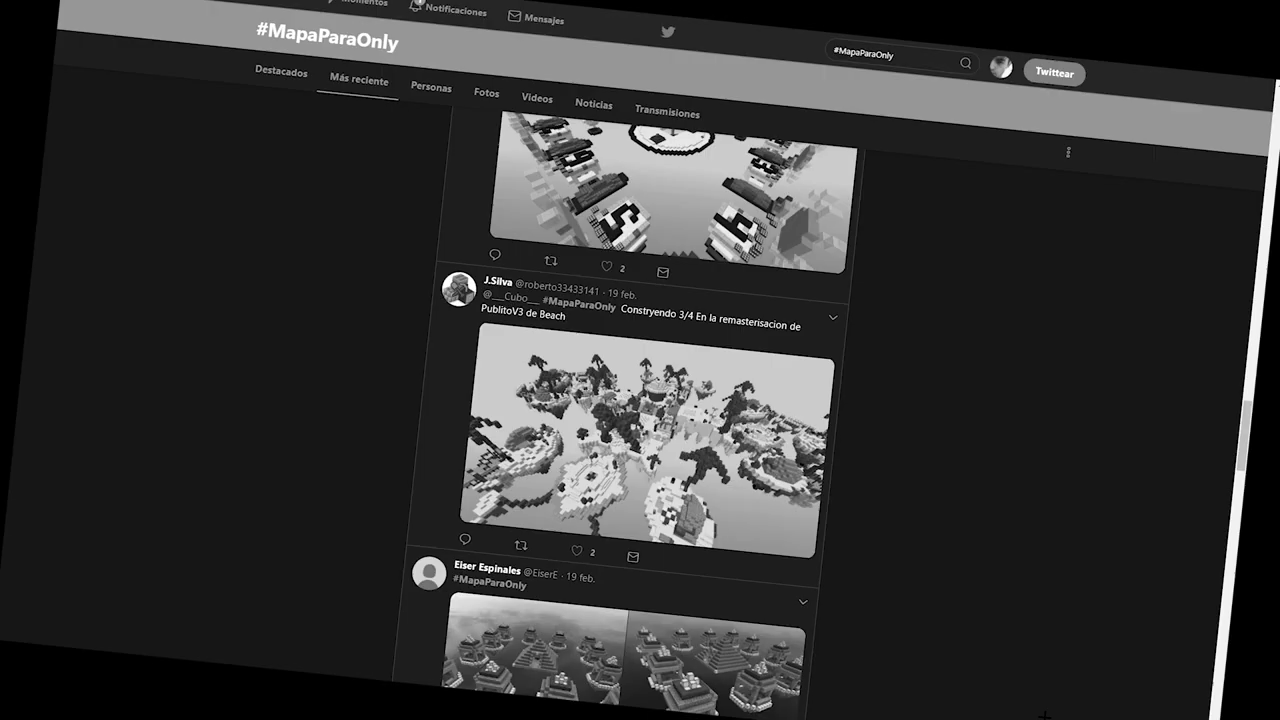 Momentos
Notificaciones
Mensajes
#MapaParaOnly
Twittear
#MapaParaOnly
Destacados
Más reciente
Personas
Fotos
Videos
Noticias
Transmisiones
2
J.Silva @roberto33433141 · 19 feb.
@___Cubo___ #MapaParaOnly Construyendo 3/4 En la remasterisacion de
PublitoV3 de Beach
2
Eiser Espinales @EiserE · 19 feb.
#MapaParaOnly